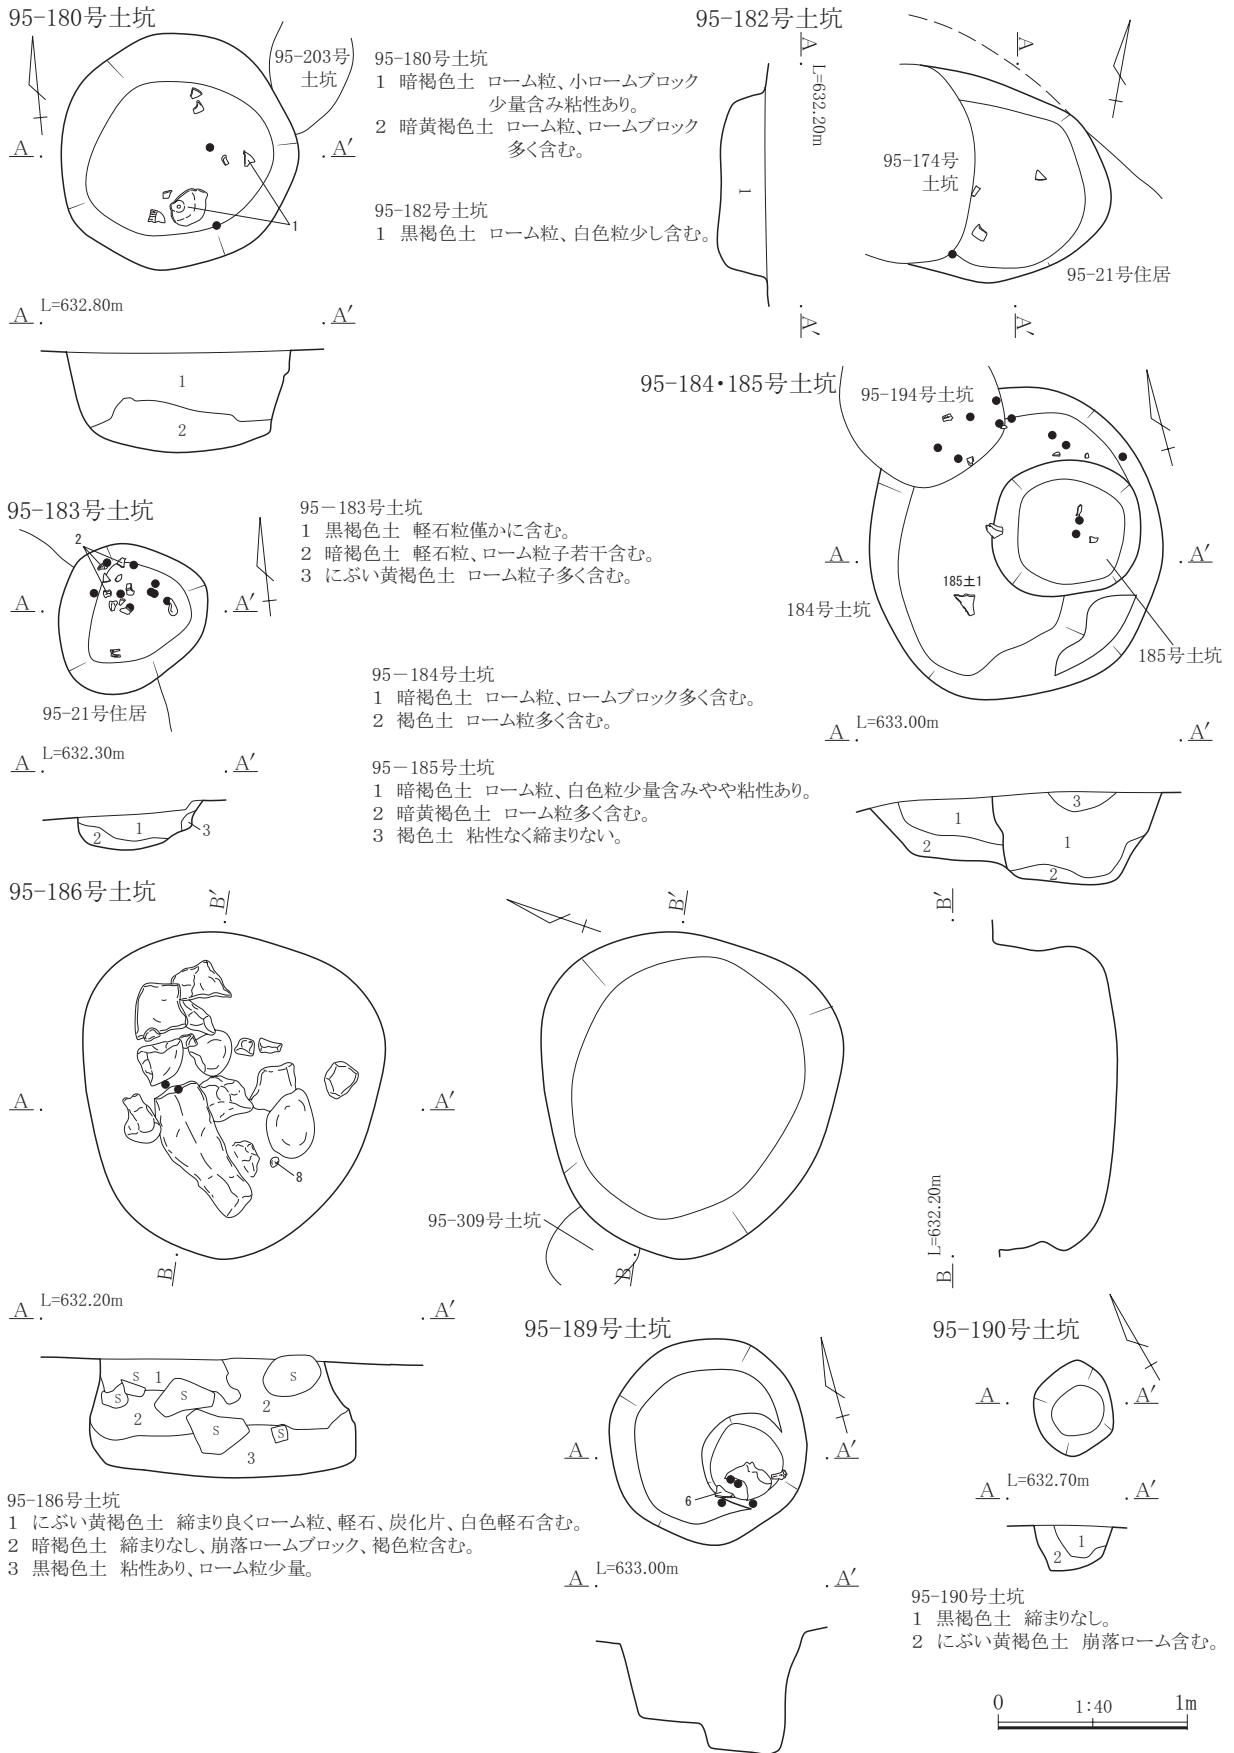 95-180号土坑
95-203号
土坑
A . . A′
1
A . L=632.80m . A′
1
2
95-180号土坑
1 暗褐色土 ローム粒、小ロームブロック
少量含み粘性あり。
2 暗黄褐色土 ローム粒、ロームブロック
多く含む。
95-182号土坑
1 黒褐色土 ローム粒、白色粒少し含む。
95-182号土坑
A
A
L=632.20m
1
95-174号
土坑
95-21号住居
A′
A′
95-183号土坑
2
A . . A′
95-21号住居
A . L=632.30m . A′
1
2
3
95－183号土坑
1 黒褐色土 軽石粒僅かに含む。
2 暗褐色土 軽石粒、ローム粒子若干含む。
3 にぶい黄褐色土 ローム粒子多く含む。
95-184・185号土坑
95-194号土坑
A . . A′
185土1
184号土坑
185号土坑
A . L=633.00m . A′
3
1
1
2
2
95－184号土坑
1 暗褐色土 ローム粒、ロームブロック多く含む。
2 褐色土 ローム粒多く含む。
95－185号土坑
1 暗褐色土 ローム粒、白色粒少量含みやや粘性あり。
2 暗黄褐色土 ローム粒多く含む。
3 褐色土 粘性なく締まりない。
95-186号土坑
B′
B′
B′
A . . A′
8
95-309号土坑
B
B
L=632.20m
B
A . L=632.20m . A′
S 1 S
S S
2 2
S S
3
95-186号土坑
1 にぶい黄褐色土 締まり良くローム粒、軽石、炭化片、白色軽石含む。
2 暗褐色土 締まりなし、崩落ロームブロック、褐色粒含む。
3 黒褐色土 粘性あり、ローム粒少量。
95-189号土坑
A . . A′
6
A . L=633.00m . A′
95-190号土坑
A . . A′
A . L=632.70m . A′
1
2
95-190号土坑
1 黒褐色土 締まりなし。
2 にぶい黄褐色土 崩落ローム含む。
0 1:40 1m